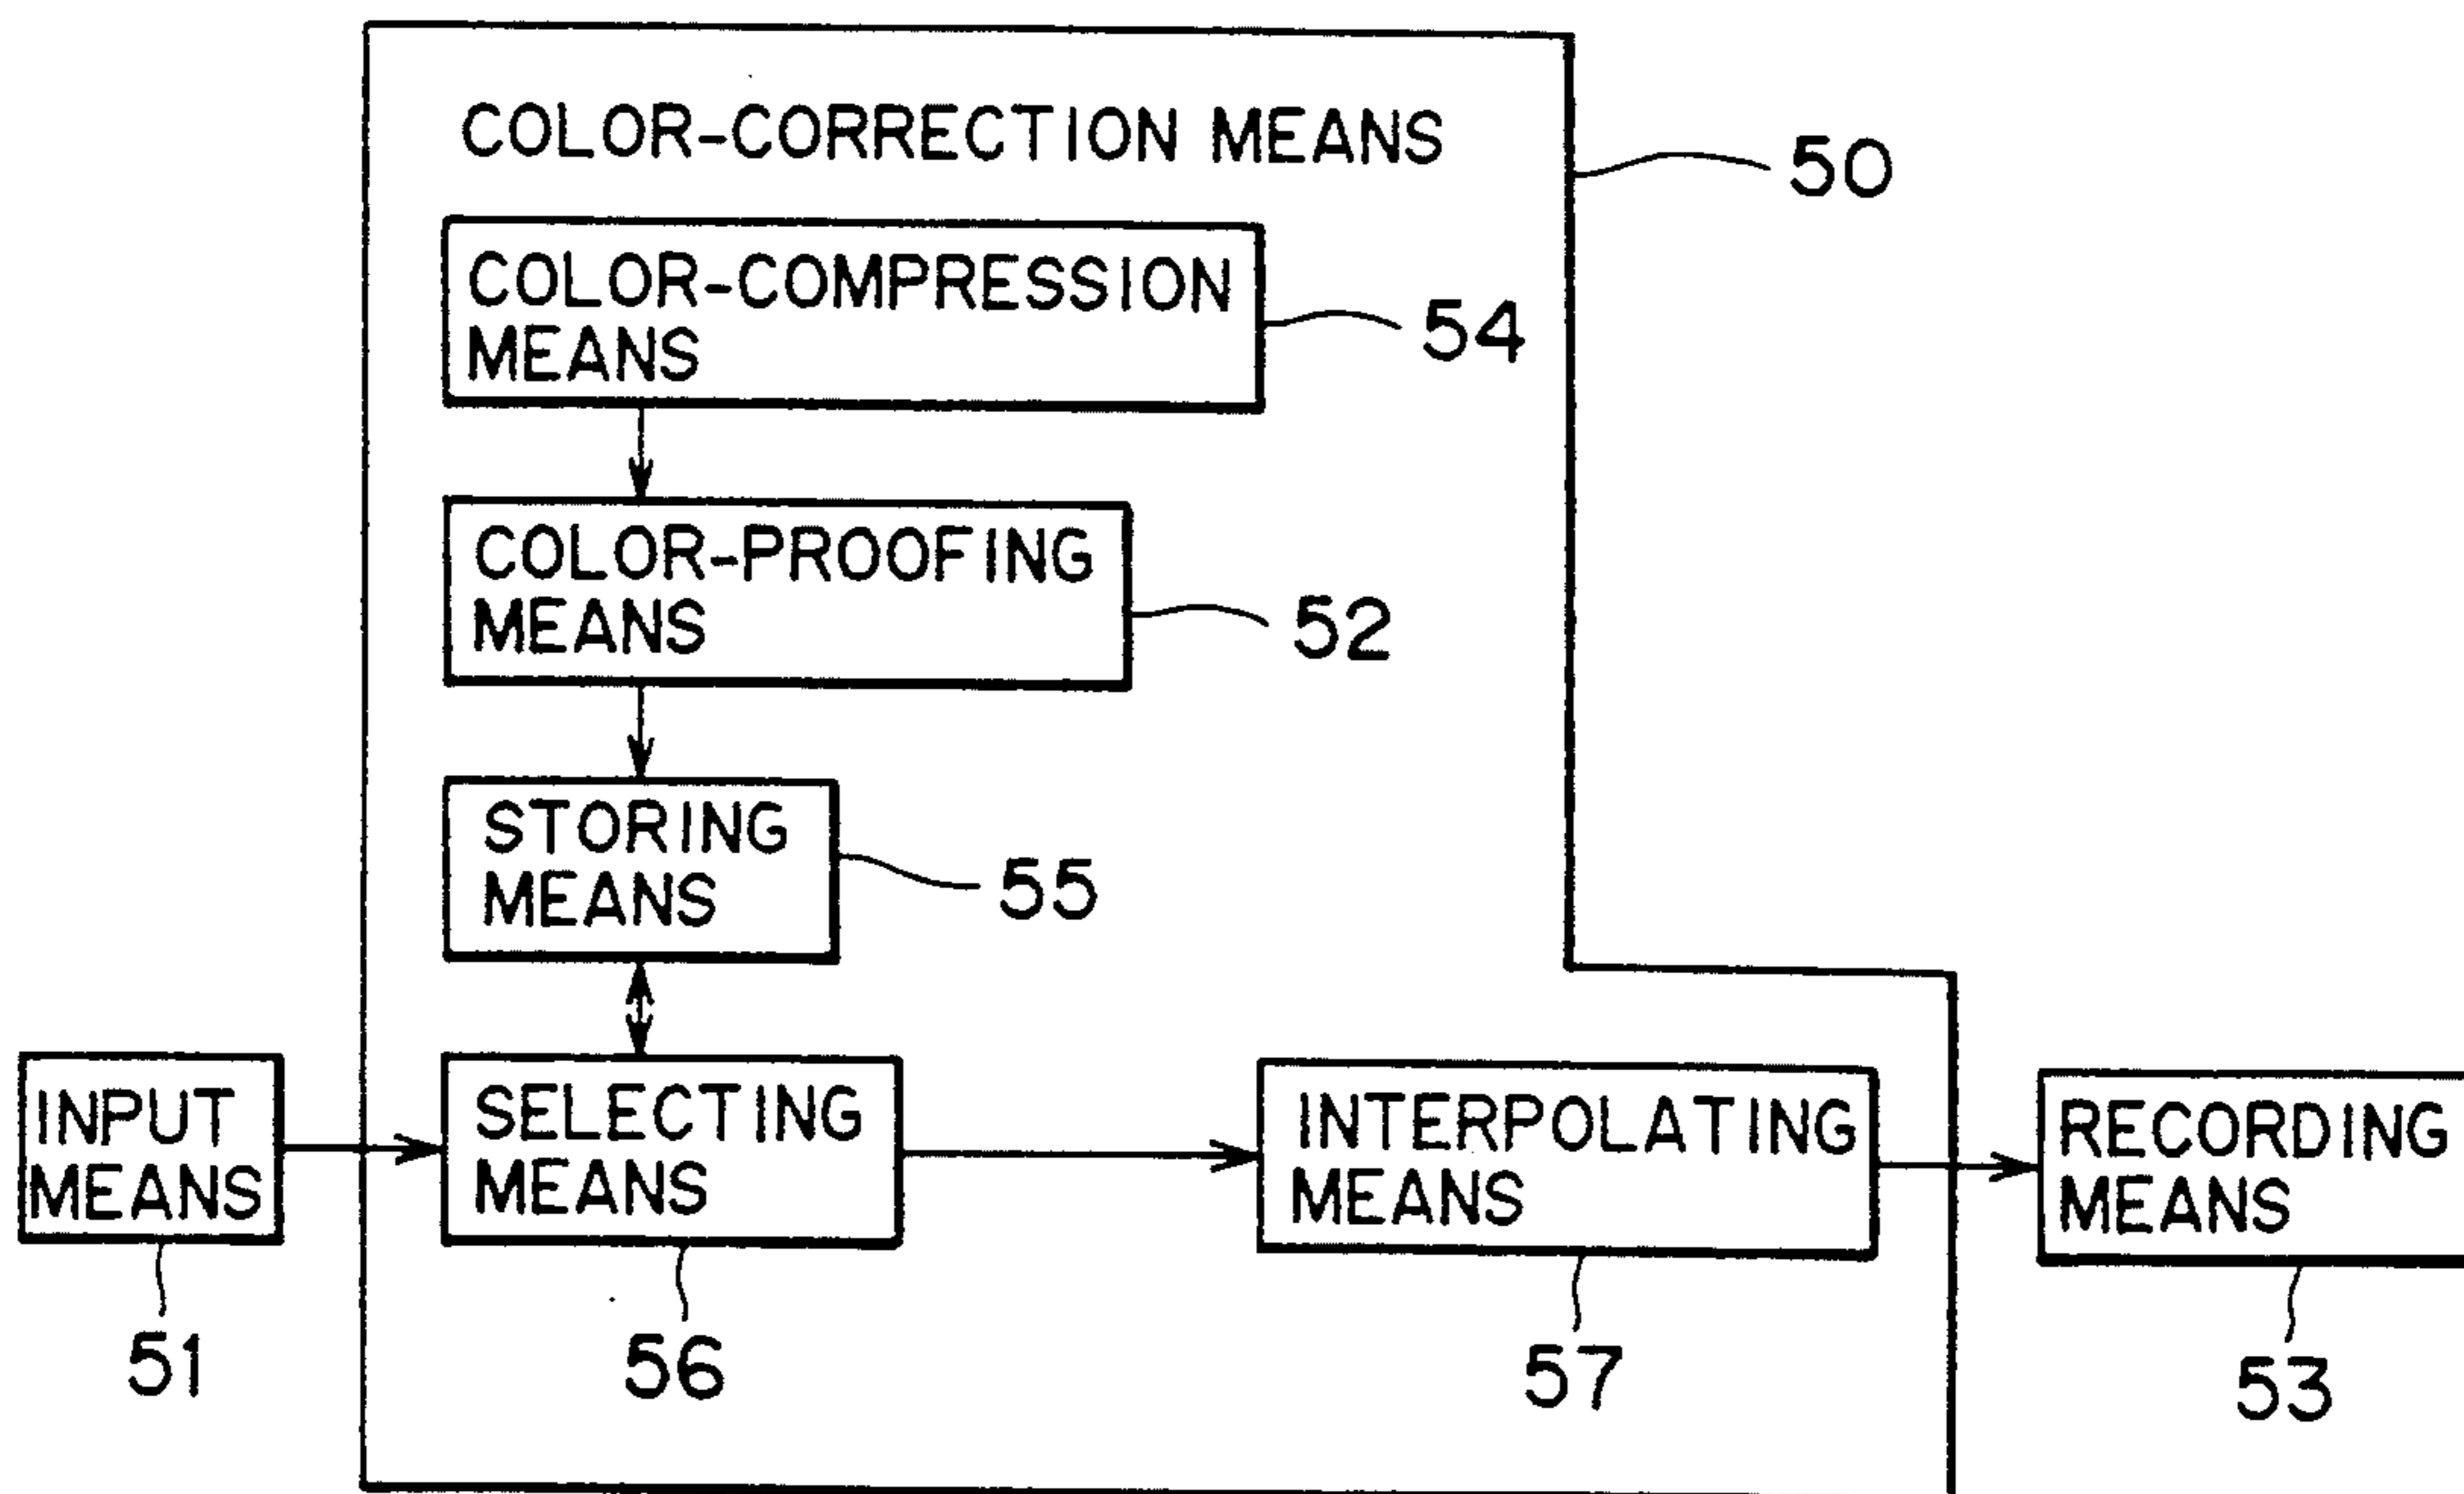 COLOR-CORRECTION MEANS
50
COLOR-COMPRESSION
MEANS
54
COLOR-PROOFING
MEANS
52
STORING
MEANS
55
INPUT
MEANS
51
SELECTING
MEANS
56
INTERPOLATING
MEANS
57
RECORDING
MEANS
53